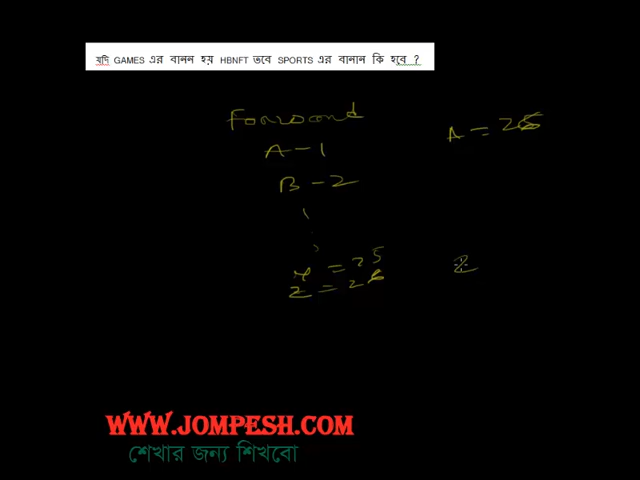 যদি GAMES এর বানন হয় HBNFT তবে SPORTS এর বানান কি হবে ?
Forward
A - 1
B - 2
Y = 25
Z = 26
A = 26
Z
WWW.JOMPESH.COM
শেখার জন্য শিখবো